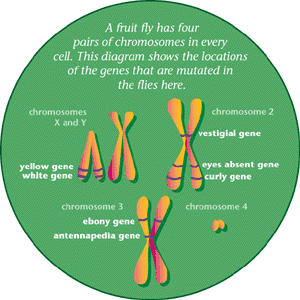 A fruit fly has four
pairs of chromosomes in every
cell. This diagram shows the locations
of the genes that are mutated in
the flies here.
chromosomes
X and Y
chromosome 2
vestigial gene
yellow gene
white gene
eyes absent gene
curly gene
chromosome 3
chromosome 4
ebony gene
antennapedia gene